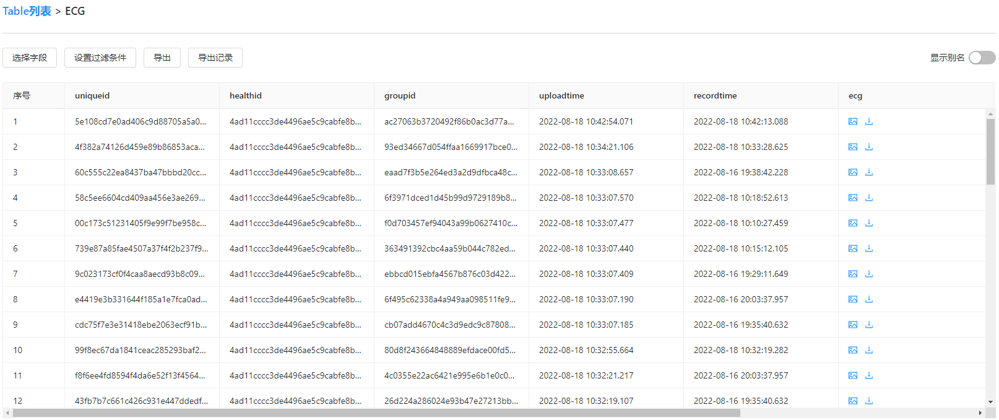 Table列表 > ECG
选择字段 设置过滤条件 导出 导出记录 显示别名
序号 uniqueid healthid groupid uploadtime recordtime ecg
1 5e108cd7e0ad406c9d88705a5a0... 4ad11cccc3de4496ae5c9cabfe8b... ac27063b3720492f86b0ac3d77a... 2022-08-18 10:42:54.071 2022-08-18 10:42:13.088
2 4f382a74126d459e89b86853aca... 4ad11cccc3de4496ae5c9cabfe8b... 93ed34667d054ffaa1669917bce0... 2022-08-18 10:34:21.106 2022-08-18 10:33:28.625
3 60c555c22ea8437ba47bbbd20cc... 4ad11cccc3de4496ae5c9cabfe8b... eaad7f3b5e264ed3a2d9dfbca48c... 2022-08-18 10:33:08.657 2022-08-16 19:38:42.228
4 58c5ee6604cd409aa456e3ae269... 4ad11cccc3de4496ae5c9cabfe8b... 6f3971dced1d45b99d9729189b8... 2022-08-18 10:33:07.570 2022-08-18 10:18:52.613
5 00c173c51231405f9e99f7be958c... 4ad11cccc3de4496ae5c9cabfe8b... f0d703457ef94043a99b0627410c... 2022-08-18 10:33:07.477 2022-08-18 10:10:27.459
6 739e87a85fae4507a37f4f2b237f9... 4ad11cccc3de4496ae5c9cabfe8b... 363491392cbc4aa59b044c782ed... 2022-08-18 10:33:07.440 2022-08-18 10:15:12.105
7 9c023173cf0f4caa8aecd93b8c09... 4ad11cccc3de4496ae5c9cabfe8b... ebbcd015ebfa4567b876c03d422... 2022-08-18 10:33:07.409 2022-08-16 19:29:11.649
8 e4419e3b331644f185a1e7fca0ad... 4ad11cccc3de4496ae5c9cabfe8b... 6f495c62338a4a949aa098511fe9... 2022-08-18 10:33:07.190 2022-08-16 20:03:37.957
9 cdc75f7e3e31418ebe2063ecf91b... 4ad11cccc3de4496ae5c9cabfe8b... cb07add4670c4c3d9edc9c87808... 2022-08-18 10:33:07.185 2022-08-16 19:35:40.632
10 99f8ec67da1841ceac285293baf2... 4ad11cccc3de4496ae5c9cabfe8b... 80d8f243664848889efdace00fd5... 2022-08-18 10:32:55.664 2022-08-18 10:32:19.282
11 f8f6ee4fd8594f4da6e52f13f4564... 4ad11cccc3de4496ae5c9cabfe8b... 4c0355e22ac6421e995e6b1e0c0... 2022-08-18 10:32:21.217 2022-08-16 20:03:37.957
12 43fb7b7c661c426c931e447ddedf... 4ad11cccc3de4496ae5c9cabfe8b... 26d224a286024e93b47e27213bb... 2022-08-18 10:32:19.107 2022-08-16 19:35:40.632